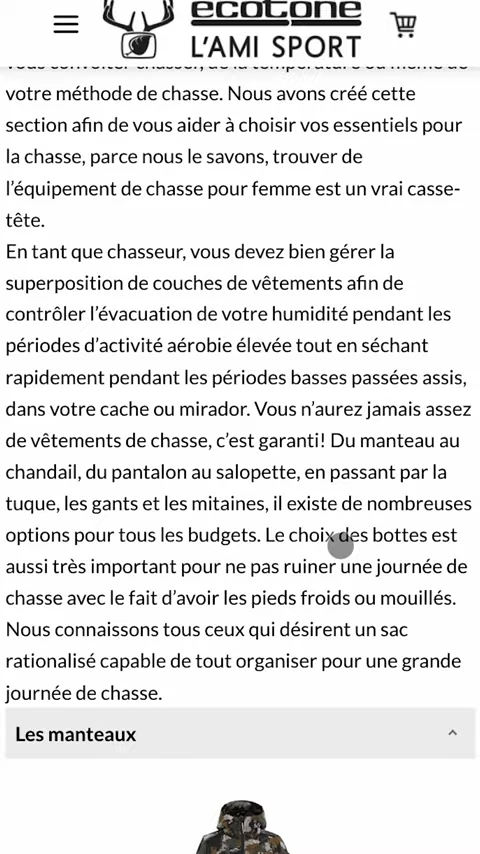 ecotone
L'AMI SPORT
votre méthode de chasse. Nous avons créé cette
section afin de vous aider à choisir vos essentiels pour
la chasse, parce nous le savons, trouver de
l’équipement de chasse pour femme est un vrai casse-
tête.
En tant que chasseur, vous devez bien gérer la
superposition de couches de vêtements afin de
contrôler l’évacuation de votre humidité pendant les
périodes d’activité aérobie élevée tout en séchant
rapidement pendant les périodes basses passées assis,
dans votre cache ou mirador. Vous n’aurez jamais assez
de vêtements de chasse, c’est garanti! Du manteau au
chandail, du pantalon au salopette, en passant par la
tuque, les gants et les mitaines, il existe de nombreuses
options pour tous les budgets. Le choix des bottes est
aussi très important pour ne pas ruiner une journée de
chasse avec le fait d’avoir les pieds froids ou mouillés.
Nous connaissons tous ceux qui désirent un sac
rationalisé capable de tout organiser pour une grande
journée de chasse.
Les manteaux